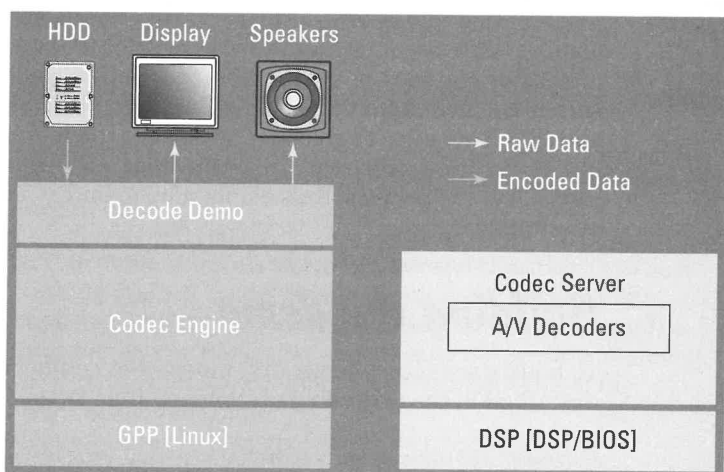 HDD Display Speakers
Raw Data
Encoded Data
Decode Demo
Codec Server
A/V Decoders
Codec Engine
GPP [Linux]
DSP [DSP/BIOS]